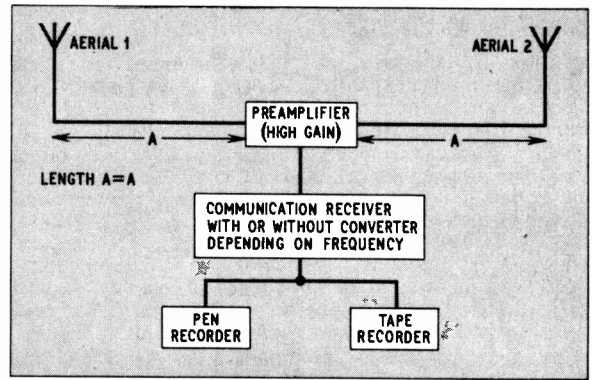 AERIAL 1
AERIAL 2
PREAMPLIFIER
(HIGH GAIN)
A
A
LENGTH A=A
COMMUNICATION RECEIVER
WITH OR WITHOUT CONVERTER
DEPENDING ON FREQUENCY
PEN
RECORDER
TAPE
RECORDER